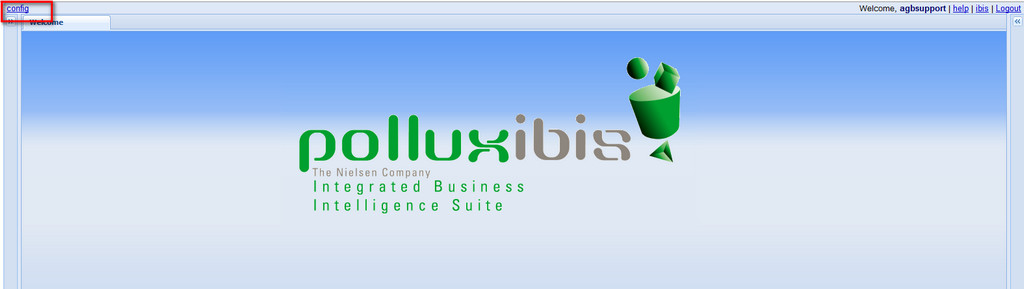 config
Welcome, agbsupport | help | ibis | Logout
Welcome
polluxibis
The Nielsen Company
Integrated Business
Intelligence Suite